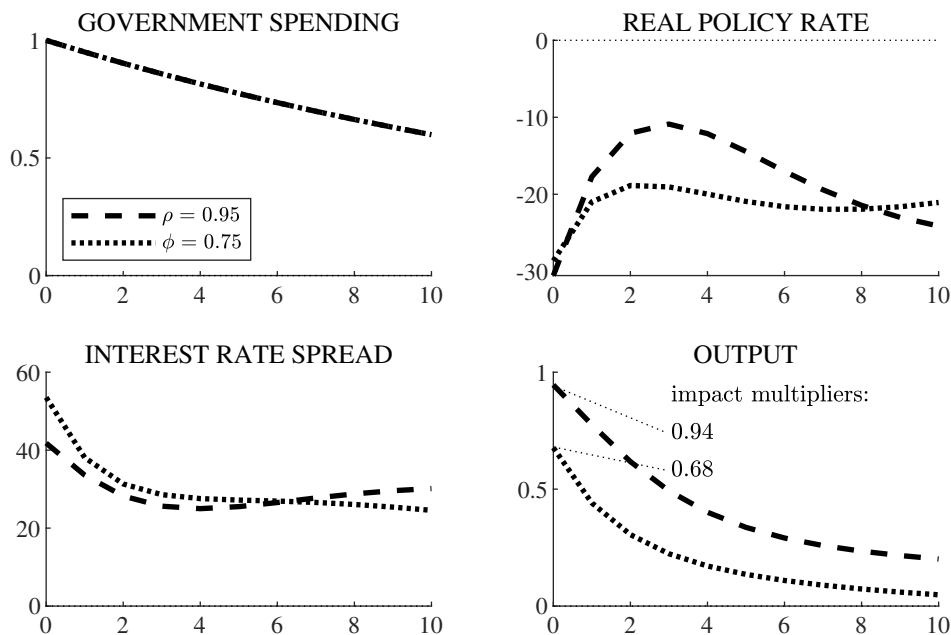 GOVERNMENT SPENDING
1
0.5
0
ρ = 0.95
ϕ = 0.75
0 2 4 6 8 10
REAL POLICY RATE
0
-10
-20
-30
0 2 4 6 8 10
INTEREST RATE SPREAD
60
40
20
0
0 2 4 6 8 10
OUTPUT
1
0.5
0
impact multipliers:
0.94
0.68
0 2 4 6 8 10